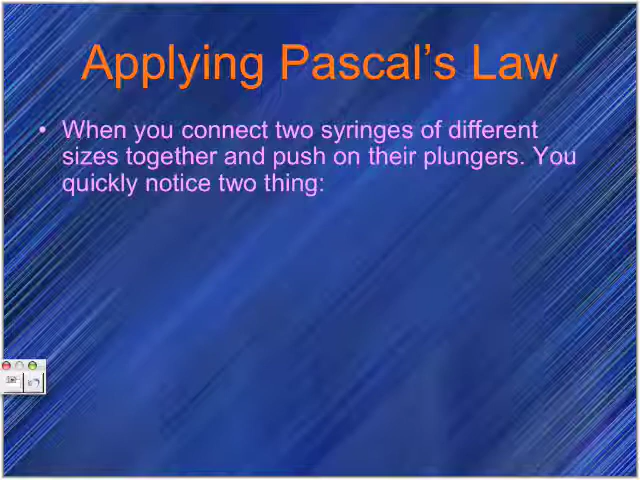 Applying Pascal’s Law
• When you connect two syringes of different
sizes together and push on their plungers. You
quickly notice two thing: